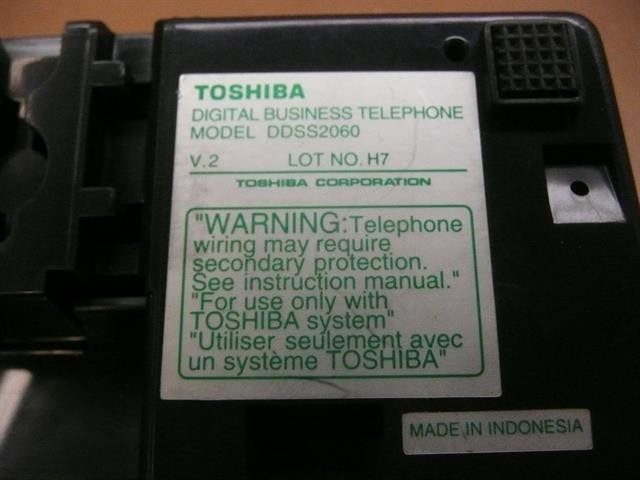 TOSHIBA
DIGITAL BUSINESS TELEPHONE
MODEL DDSS2060
V.2 LOT NO. H7
TOSHIBA CORPORATION
"WARNING: Telephone
wiring may require
secondary protection.
See instruction manual."
"For use only with
TOSHIBA system"
"Utiliser seulement avec
un système TOSHIBA"
MADE IN INDONESIA